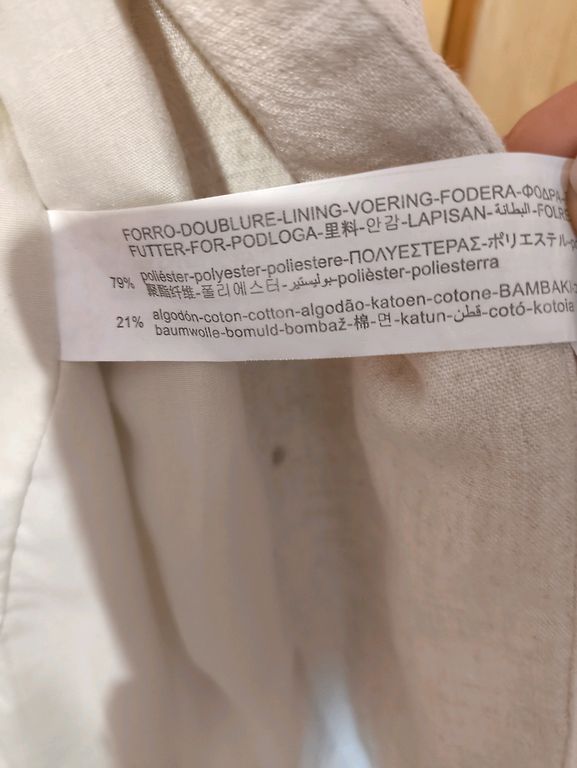 FORRO-DOUBLURE-LINING-VOERING-FODERA-ΦΟΔΡΑ-
FUTTER-FOR-PODLOGA-里料-안감-LAPISAN-البطانة-FOLRE
79% poliéster-polyester-poliestere-ΠΟΛΥΕΣΤΕΡΑΣ-ポリエステル-
聚酯纤维-폴리에스터-بوليستير-polièster-poliesterra
21% algodón-coton-cotton-algodão-katoen-cotone-BAMBAKI-
baumwolle-bomuld-bombaž-棉-면-katun-قطن-cotó-kotoia